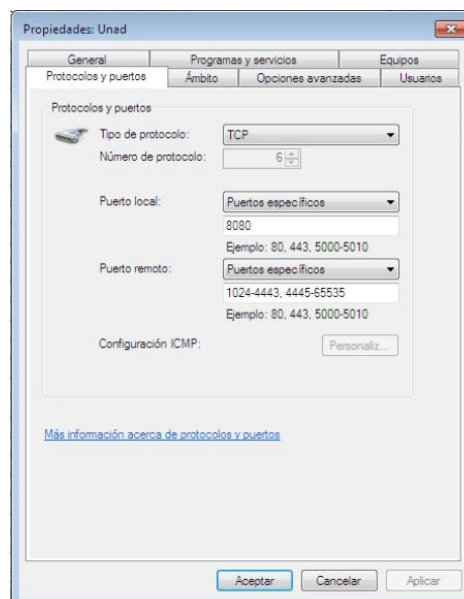 Propiedades: Unad
General Programas y servicios Equipos
Protocolos y puertos Ámbito Opciones avanzadas Usuarios
Protocolos y puertos
Tipo de protocolo: TCP
Número de protocolo: 6
Puerto local: Puertos específicos
8080
Ejemplo: 80, 443, 5000-5010
Puerto remoto: Puertos específicos
1024-4443, 4445-65535
Ejemplo: 80, 443, 5000-5010
Configuración ICMP: Personaliz...
Más información acerca de protocolos y puertos
Aceptar Cancelar Aplicar